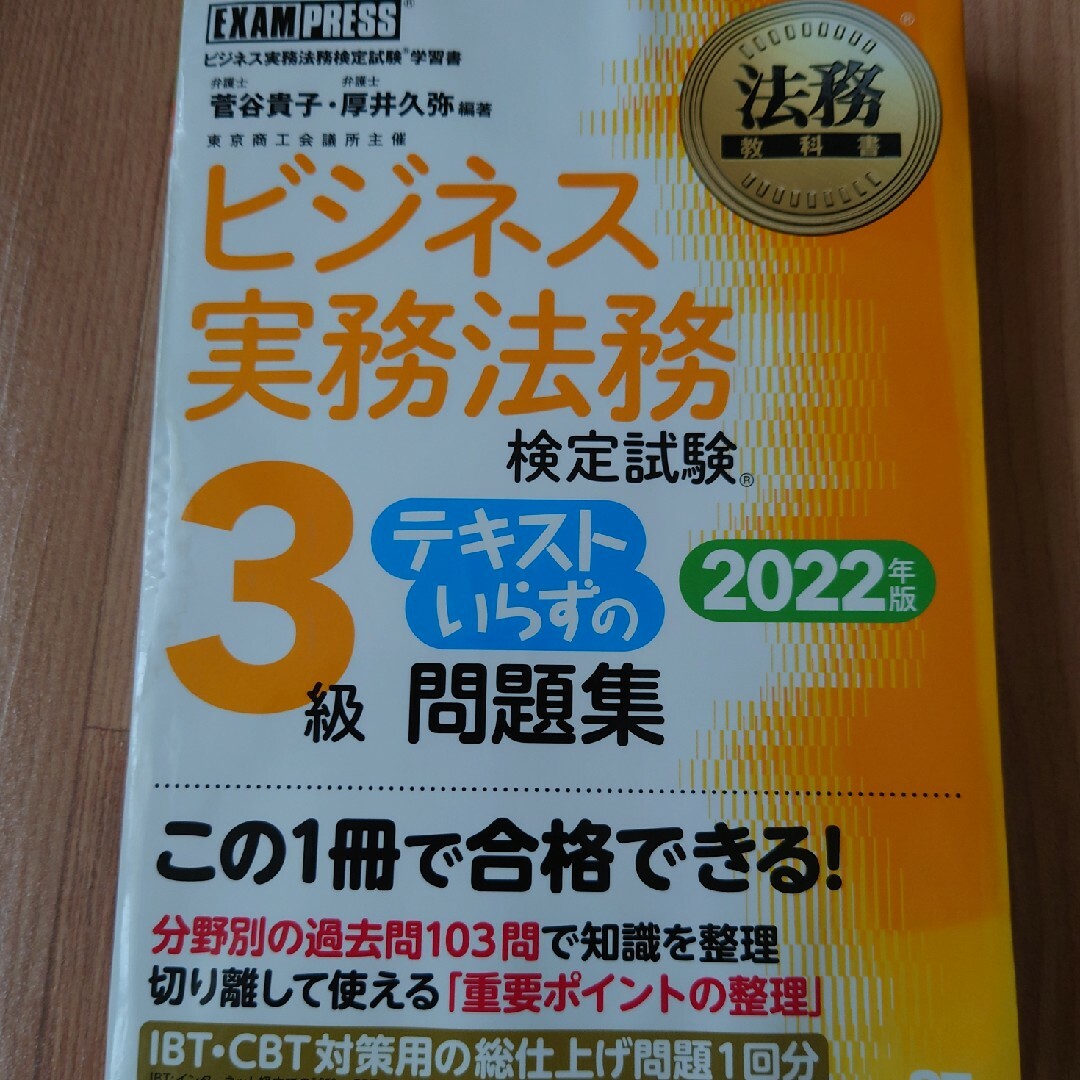 EXAMPRESS®
ビジネス実務法務検定試験®学習書
弁護士 弁護士
菅谷貴子・厚井久弥 編著
東京商工会議所主催
法務
教科書
®
ビジネス
実務法務
検定試験®
3級
テキスト
いらずの
問題集
2022年版
この1冊で合格できる!
分野別の過去問103問で知識を整理
切り離して使える「重要ポイントの整理」
IBT・CBT対策用の総仕上げ問題1回分